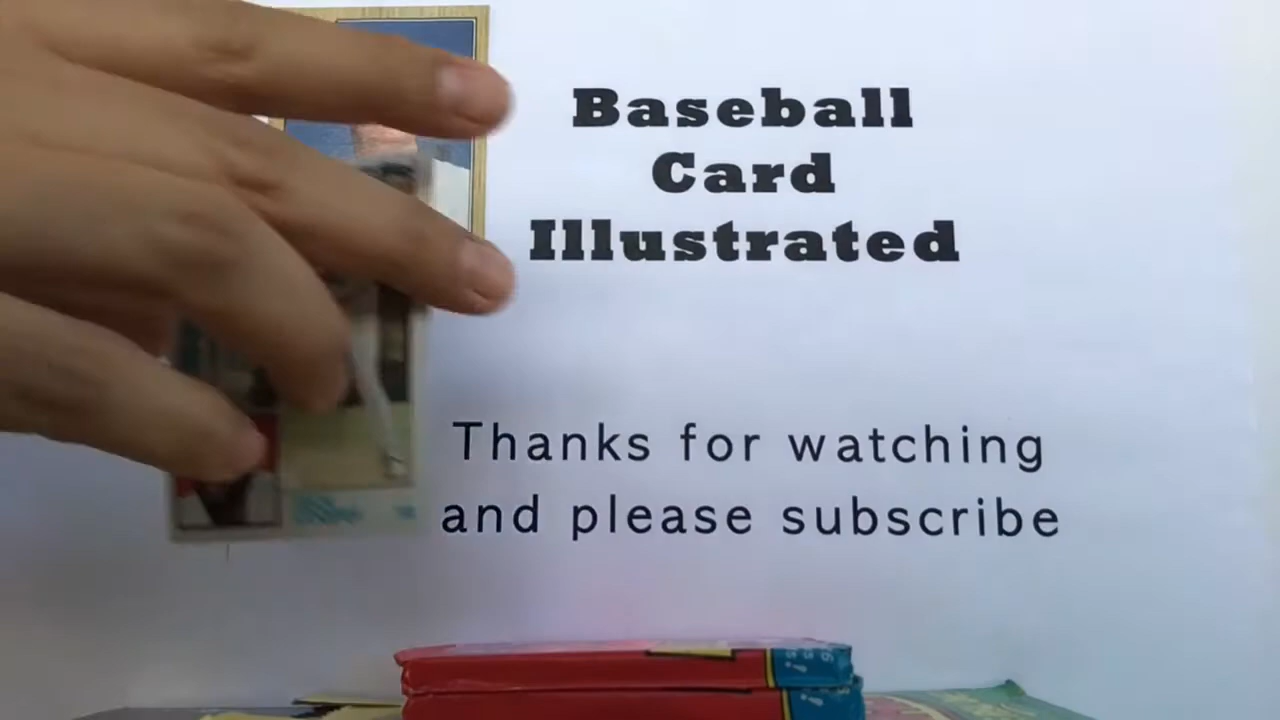 Baseball
Card
Illustrated
Thanks for watching
and please subscribe